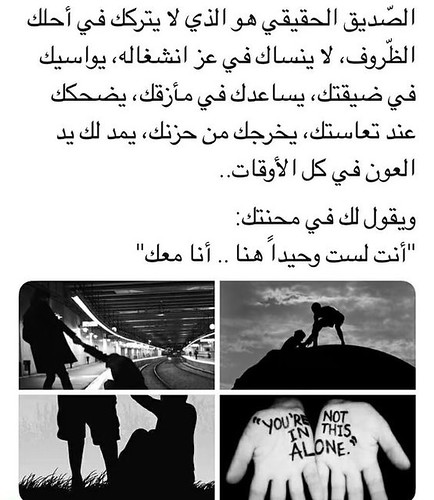 الصّديق الحقيقي هو الذي لا يتركك في أحلك
الظّروف، لا ينساك في عز انشغاله، يواسيك
في ضيقتك، يساعدك في مأزقك، يضحكك
عند تعاستك، يخرجك من حزنك، يمد لك يد
العون في كل الأوقات..
ويقول لك في محنتك:
"أنت لست وحيداً هنا .. أنا معك"
"YOU'RE NOT
IN THIS
ALONE."